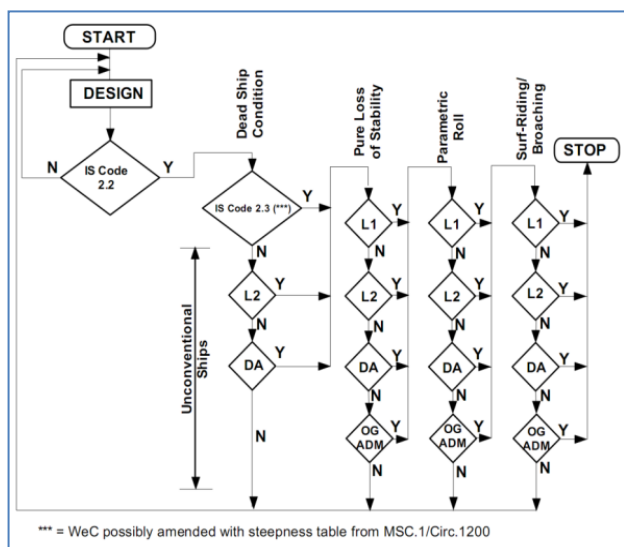 START
DESIGN
N
IS Code
2.2
Y
Dead Ship
Condition
IS Code 2.3 (***)
Y
N
L2
Y
N
DA
Y
N
Unconventional
Ships
Pure Loss
of Stability
L1
Y
N
L2
Y
N
DA
Y
N
OG
ADM
Y
N
Parametric
Roll
L1
Y
N
L2
Y
N
DA
Y
N
OG
ADM
Y
N
Surf-Riding/
Broaching
L1
Y
N
L2
Y
N
DA
Y
N
OG
ADM
Y
N
STOP
*** = WeC possibly amended with steepness table from MSC.1/Circ.1200